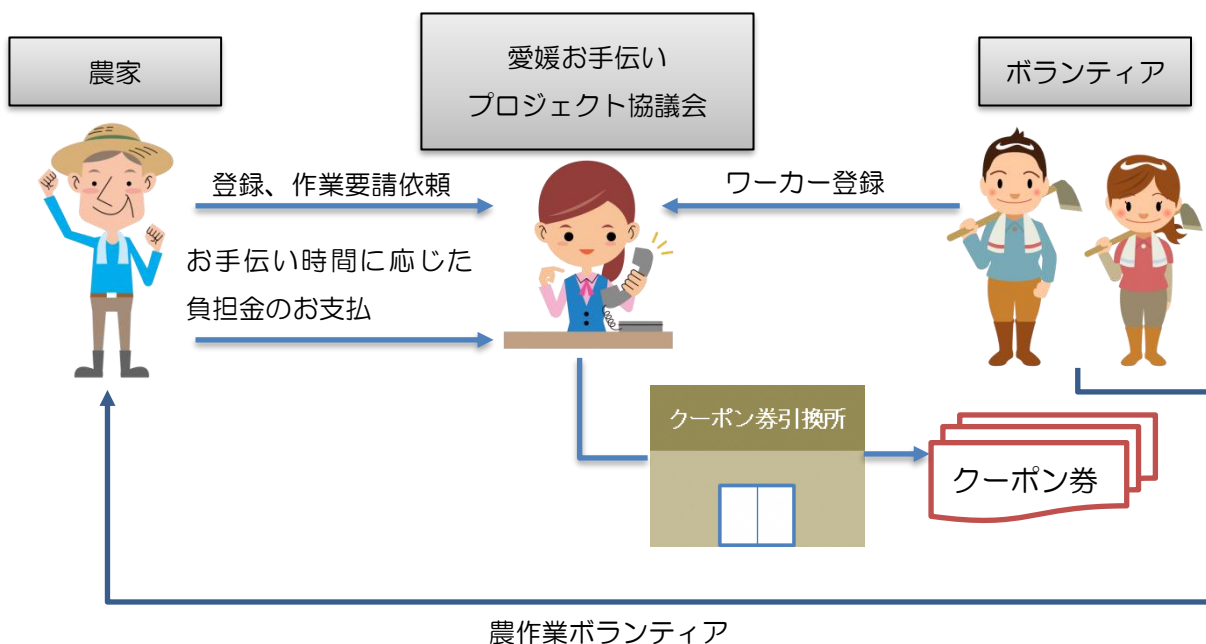 農家
愛媛お手伝い
プロジェクト協議会
ボランティア
登録、作業要請依頼
ワーカー登録
お手伝い時間に応じた
負担金のお支払
クーポン券引換所
クーポン券
農作業ボランティア